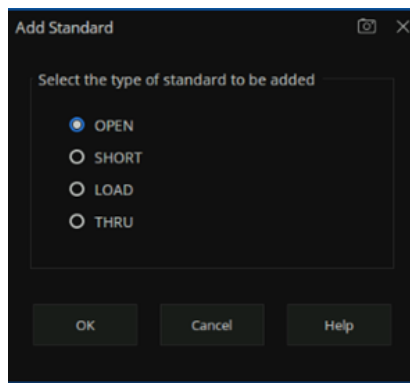 Add Standard
Select the type of standard to be added
OPEN
SHORT
LOAD
THRU
OK Cancel Help